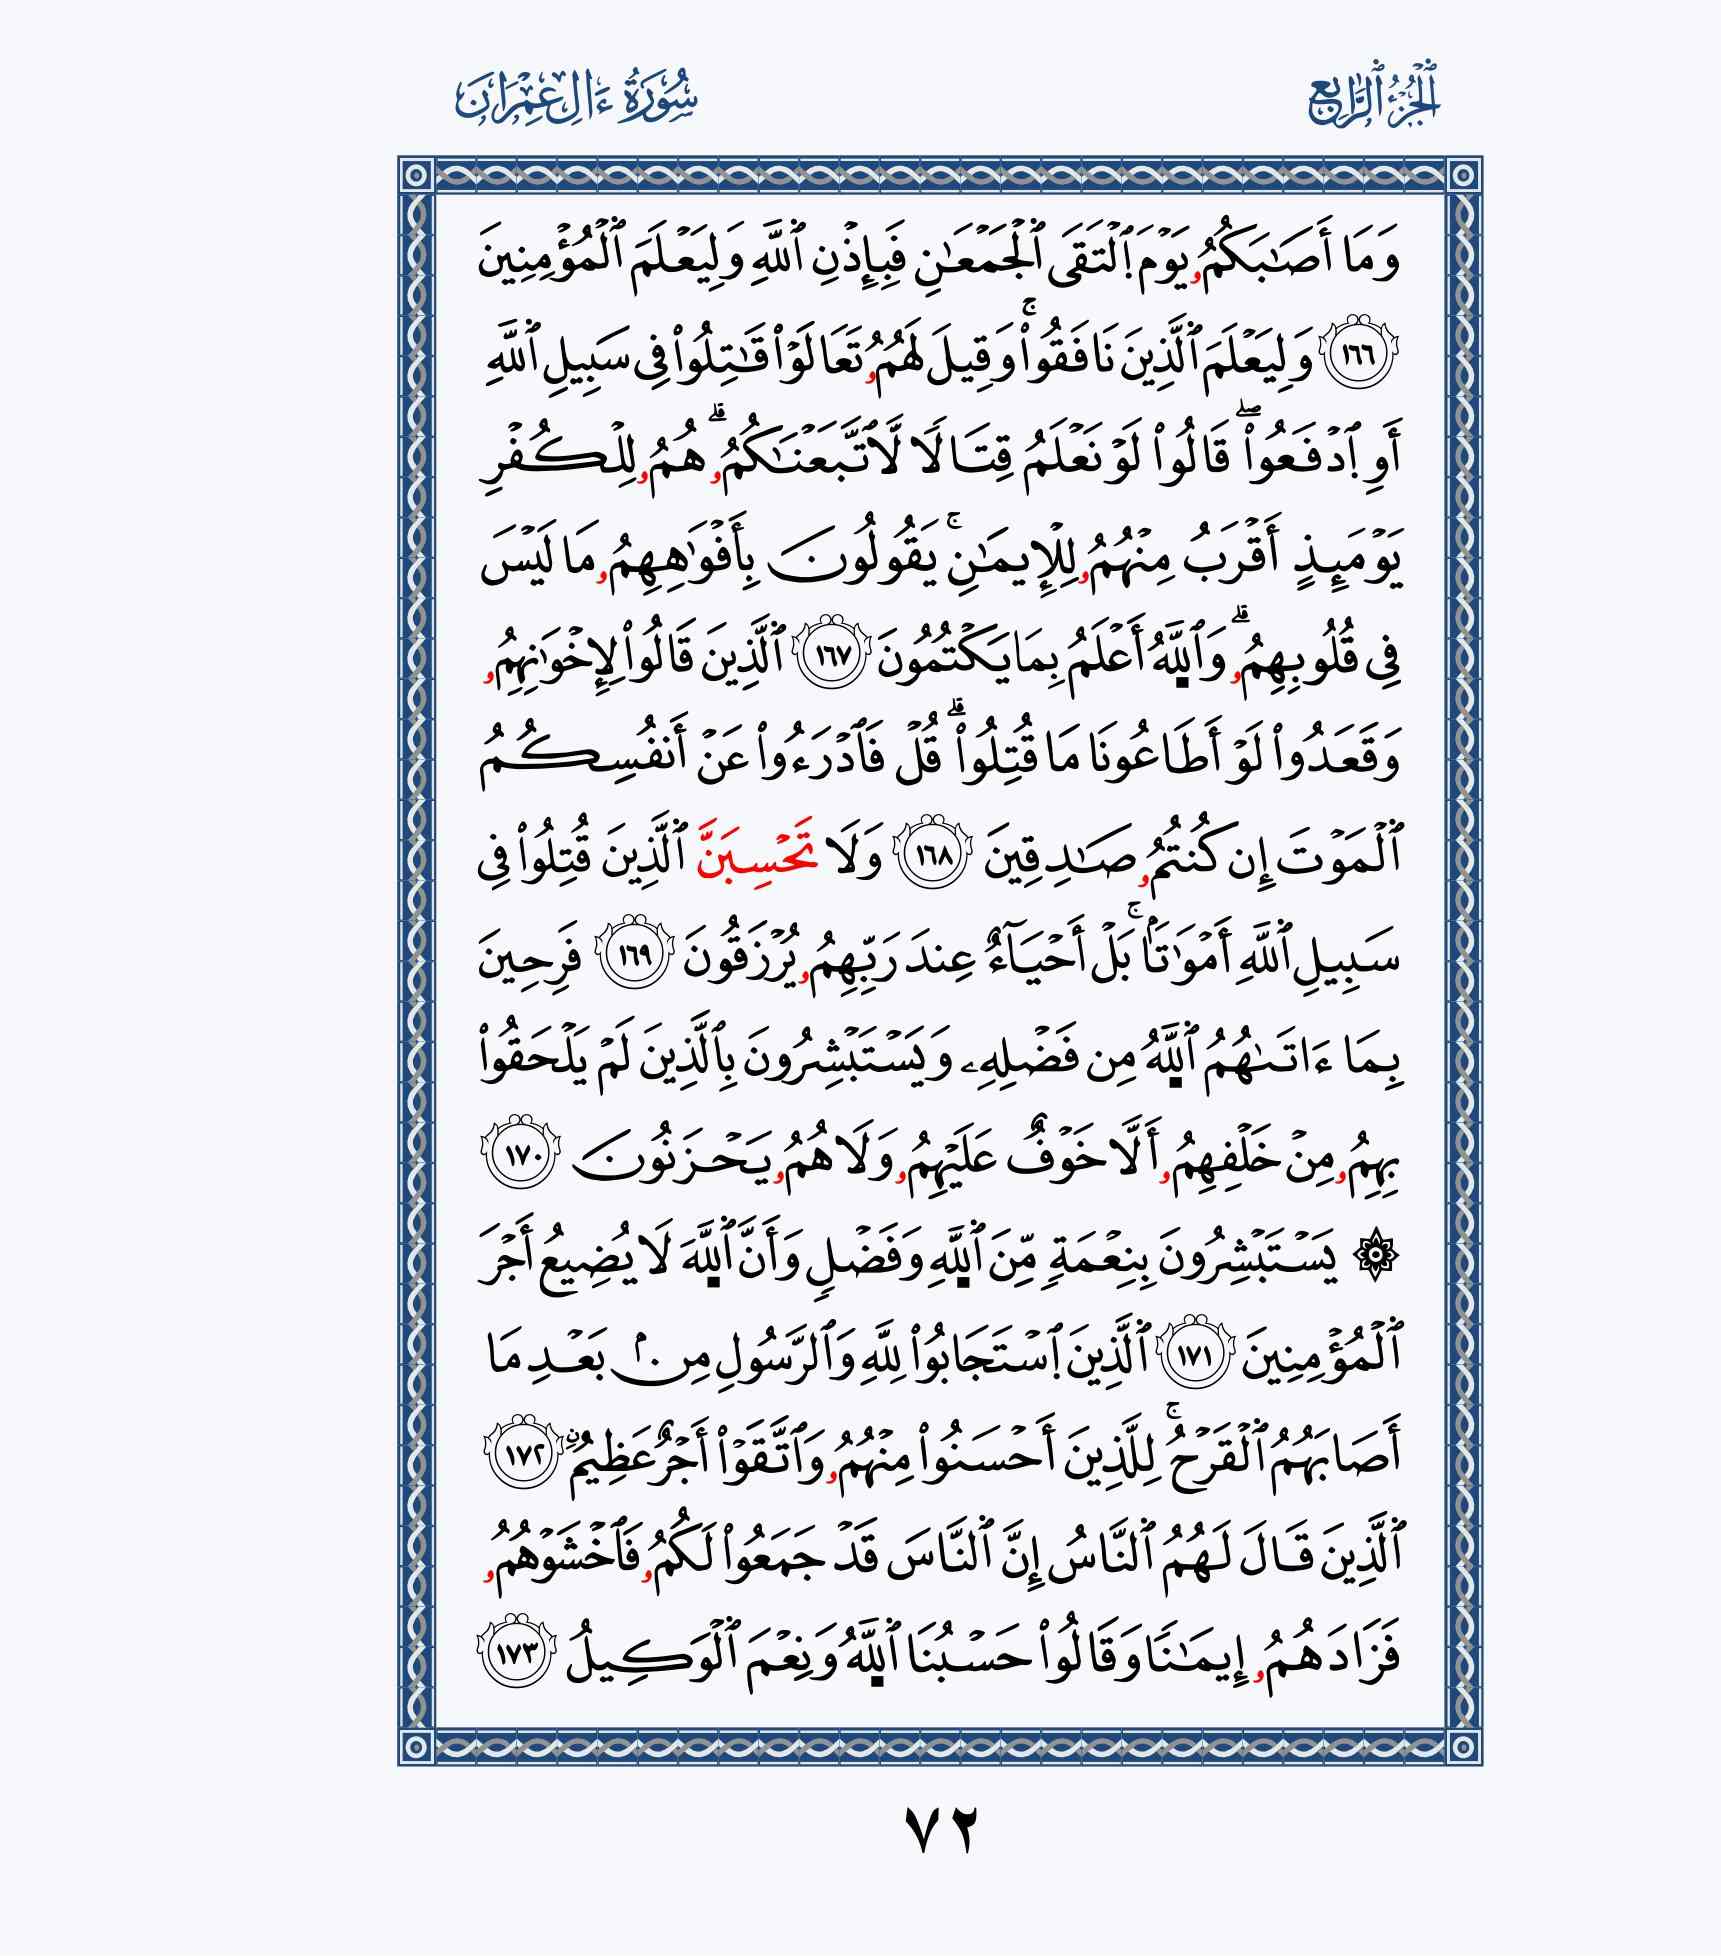 الجُزْءُ الرَّابِعُ
سُورَةُ ءَالِ عِمْرَانَ
وَمَا أَصَٰبَكُمُۥ يَوْمَ ٱلْتَقَى ٱلْجَمْعَٰنِ فَبِإِذْنِ ٱللَّهِ وَلِيَعْلَمَ ٱلْمُؤْمِنِينَ
١٦٦ وَلِيَعْلَمَ ٱلَّذِينَ نَافَقُوا۟ۚ وَقِيلَ لَهُمُۥ تَعَالَوْا۟ قَٰتِلُوا۟ فِى سَبِيلِ ٱللَّهِ
أَوِ ٱدْفَعُوا۟ۖ قَالُوا۟ لَوْ نَعْلَمُ قِتَالًا لَّٱتَّبَعْنَٰكُمُۥۗ هُمُۥ لِلْكُفْرِ
يَوْمَئِذٍ أَقْرَبُ مِنْهُمُۥ لِلْإِيمَٰنِۚ يَقُولُونَ بِأَفْوَٰهِهِمُۥ مَا لَيْسَ
فِى قُلُوبِهِمُۥۗ وَٱللَّهُ أَعْلَمُ بِمَا يَكْتُمُونَ ١٦٧ ٱلَّذِينَ قَالُوا۟ لِإِخْوَٰنِهِمُۥ
وَقَعَدُوا۟ لَوْ أَطَاعُونَا مَا قُتِلُوا۟ۗ قُلْ فَٱدْرَءُوا۟ عَنْ أَنفُسِكُمُ
ٱلْمَوْتَ إِن كُنتُمُۥ صَٰدِقِينَ ١٦٨ وَلَا تَحْسِبَنَّ ٱلَّذِينَ قُتِلُوا۟ فِى
سَبِيلِ ٱللَّهِ أَمْوَٰتَۢاۚ بَلْ أَحْيَآءٌ عِندَ رَبِّهِمُۥ يُرْزَقُونَ ١٦٩ فَرِحِينَ
بِمَا ءَاتَىٰهُمُ ٱللَّهُ مِن فَضْلِهِۦ وَيَسْتَبْشِرُونَ بِٱلَّذِينَ لَمْ يَلْحَقُوا۟
بِهِمُۥ مِنْ خَلْفِهِمُۥ أَلَّا خَوْفٌ عَلَيْهِمُۥ وَلَا هُمُۥ يَحْزَنُونَ ١٧٠
۞ يَسْتَبْشِرُونَ بِنِعْمَةٍ مِّنَ ٱللَّهِ وَفَضْلٍ وَأَنَّ ٱللَّهَ لَا يُضِيعُ أَجْرَ
ٱلْمُؤْمِنِينَ ١٧١ ٱلَّذِينَ ٱسْتَجَابُوا۟ لِلَّهِ وَٱلرَّسُولِ مِنۢ بَعْدِ مَا
أَصَابَهُمُ ٱلْقَرْحُۚ لِلَّذِينَ أَحْسَنُوا۟ مِنْهُمُۥ وَٱتَّقَوْا۟ أَجْرٌ عَظِيمٌ ١٧٢
ٱلَّذِينَ قَالَ لَهُمُ ٱلنَّاسُ إِنَّ ٱلنَّاسَ قَدْ جَمَعُوا۟ لَكُمُۥ فَٱخْشَوْهُمُۥ
فَزَادَهُمُۥ إِيمَٰنًا وَقَالُوا۟ حَسْبُنَا ٱللَّهُ وَنِعْمَ ٱلْوَكِيلُ ١٧٣
٧٢